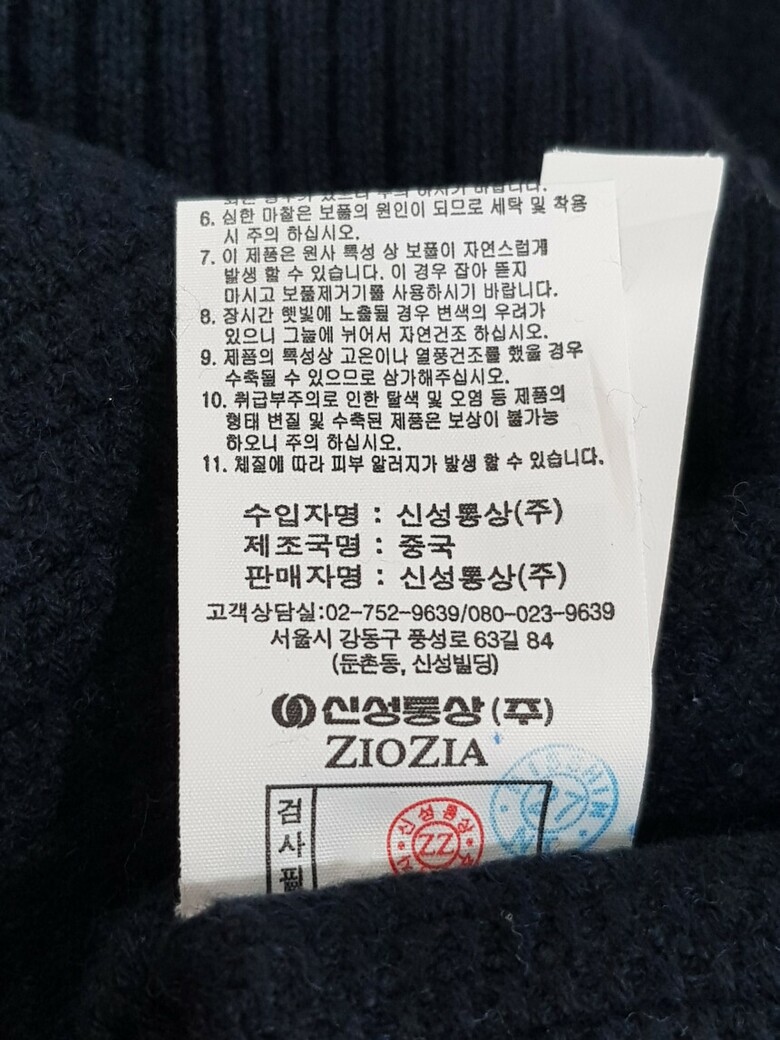 6. 심한 마찰은 보풀의 원인이 되므로 세탁 및 착용
시 주의 하십시오.
7. 이 제품은 원사 특성 상 보풀이 자연스럽게
발생 할 수 있습니다. 이 경우 잡아 뜯지
마시고 보풀제거기를 사용하시기 바랍니다.
8. 장시간 햇빛에 노출될 경우 변색의 우려가
있으니 그늘에 뉘어서 자연건조 하십시오.
9. 제품의 특성상 고온이나 열풍건조를 했을 경우
수축될 수 있으므로 삼가해주십시오.
10. 취급부주의로 인한 탈색 및 오염 등 제품의
형태 변질 및 수축된 제품은 보상이 불가능
하오니 주의 하십시오.
11. 체질에 따라 피부 알러지가 발생 할 수 있습니다.
수입자명 : 신성통상(주)
제조국명 : 중국
판매자명 : 신성통상(주)
고객상담실:02-752-9639/080-023-9639
서울시 강동구 풍성로 63길 84
(둔촌동, 신성빌딩)
신성통상(주)
ZIOZIA
검사필
신성통상
ZZ